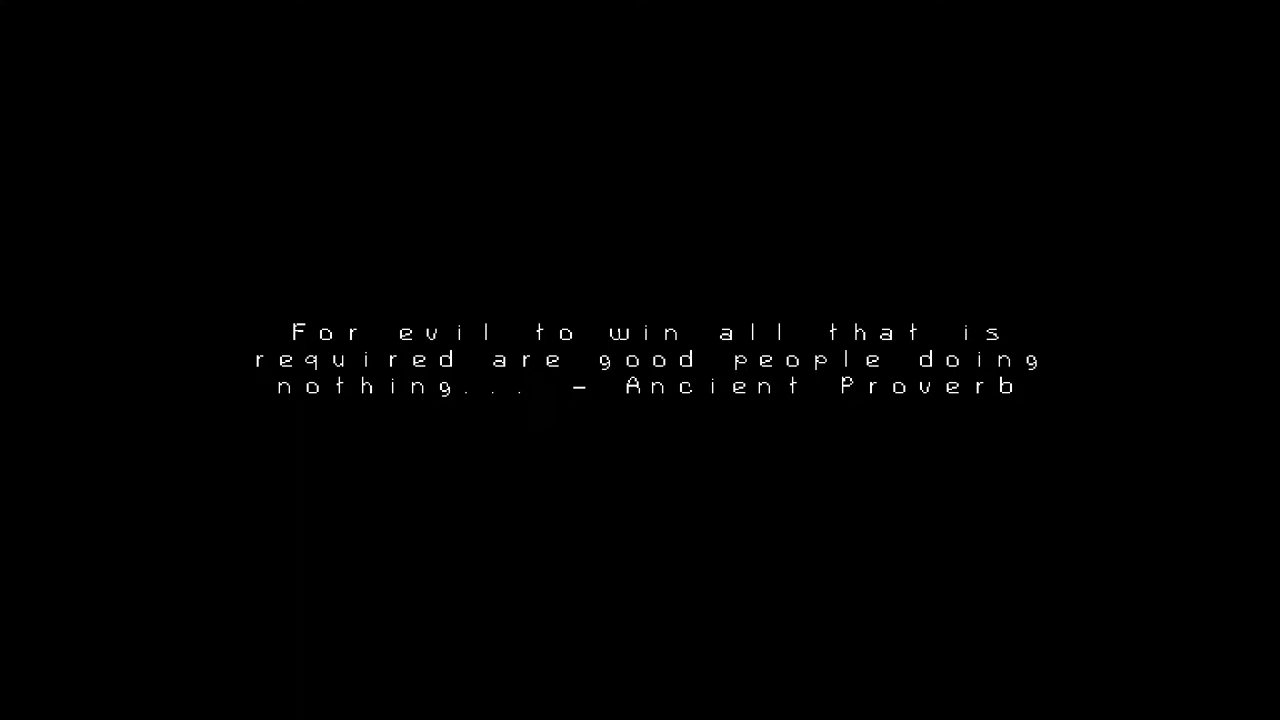 For evil to win all that is
required are good people doing
nothing... - Ancient Proverb